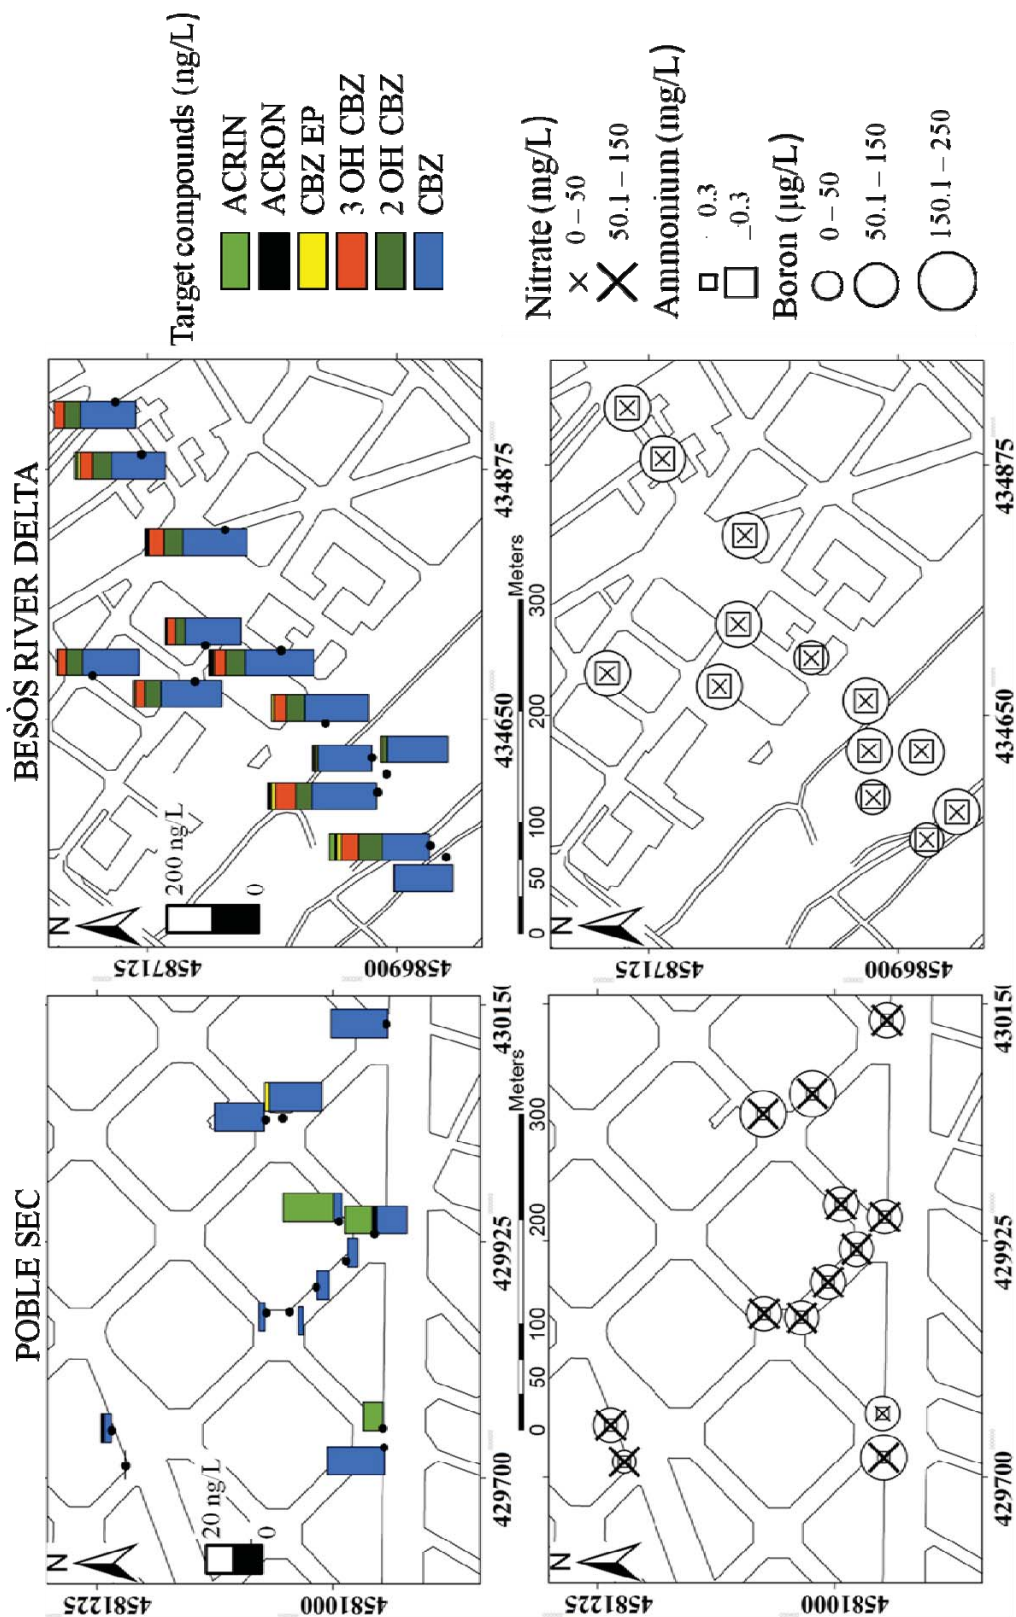 POBLE SEC
BESÒS RIVER DELTA
N
20 ng/L
0
4581225
4581000
429700
429925
43015(
0
50
100
200
300
Meters
N
200 ng/L
0
4587125
4586900
434650
434875
0
50
100
200
300
Meters
Target compounds (ng/L)
ACRIN
ACRON
CBZ EP
3 OH CBZ
2 OH CBZ
CBZ
N
4581225
4581000
429700
429925
43015(
N
4587125
4586900
434650
434875
Nitrate (mg/L)
0 – 50
50.1 – 150
Ammonium (mg/L)
0.3
_0.3
Boron (µg/L)
0 – 50
50.1 – 150
150.1 – 250